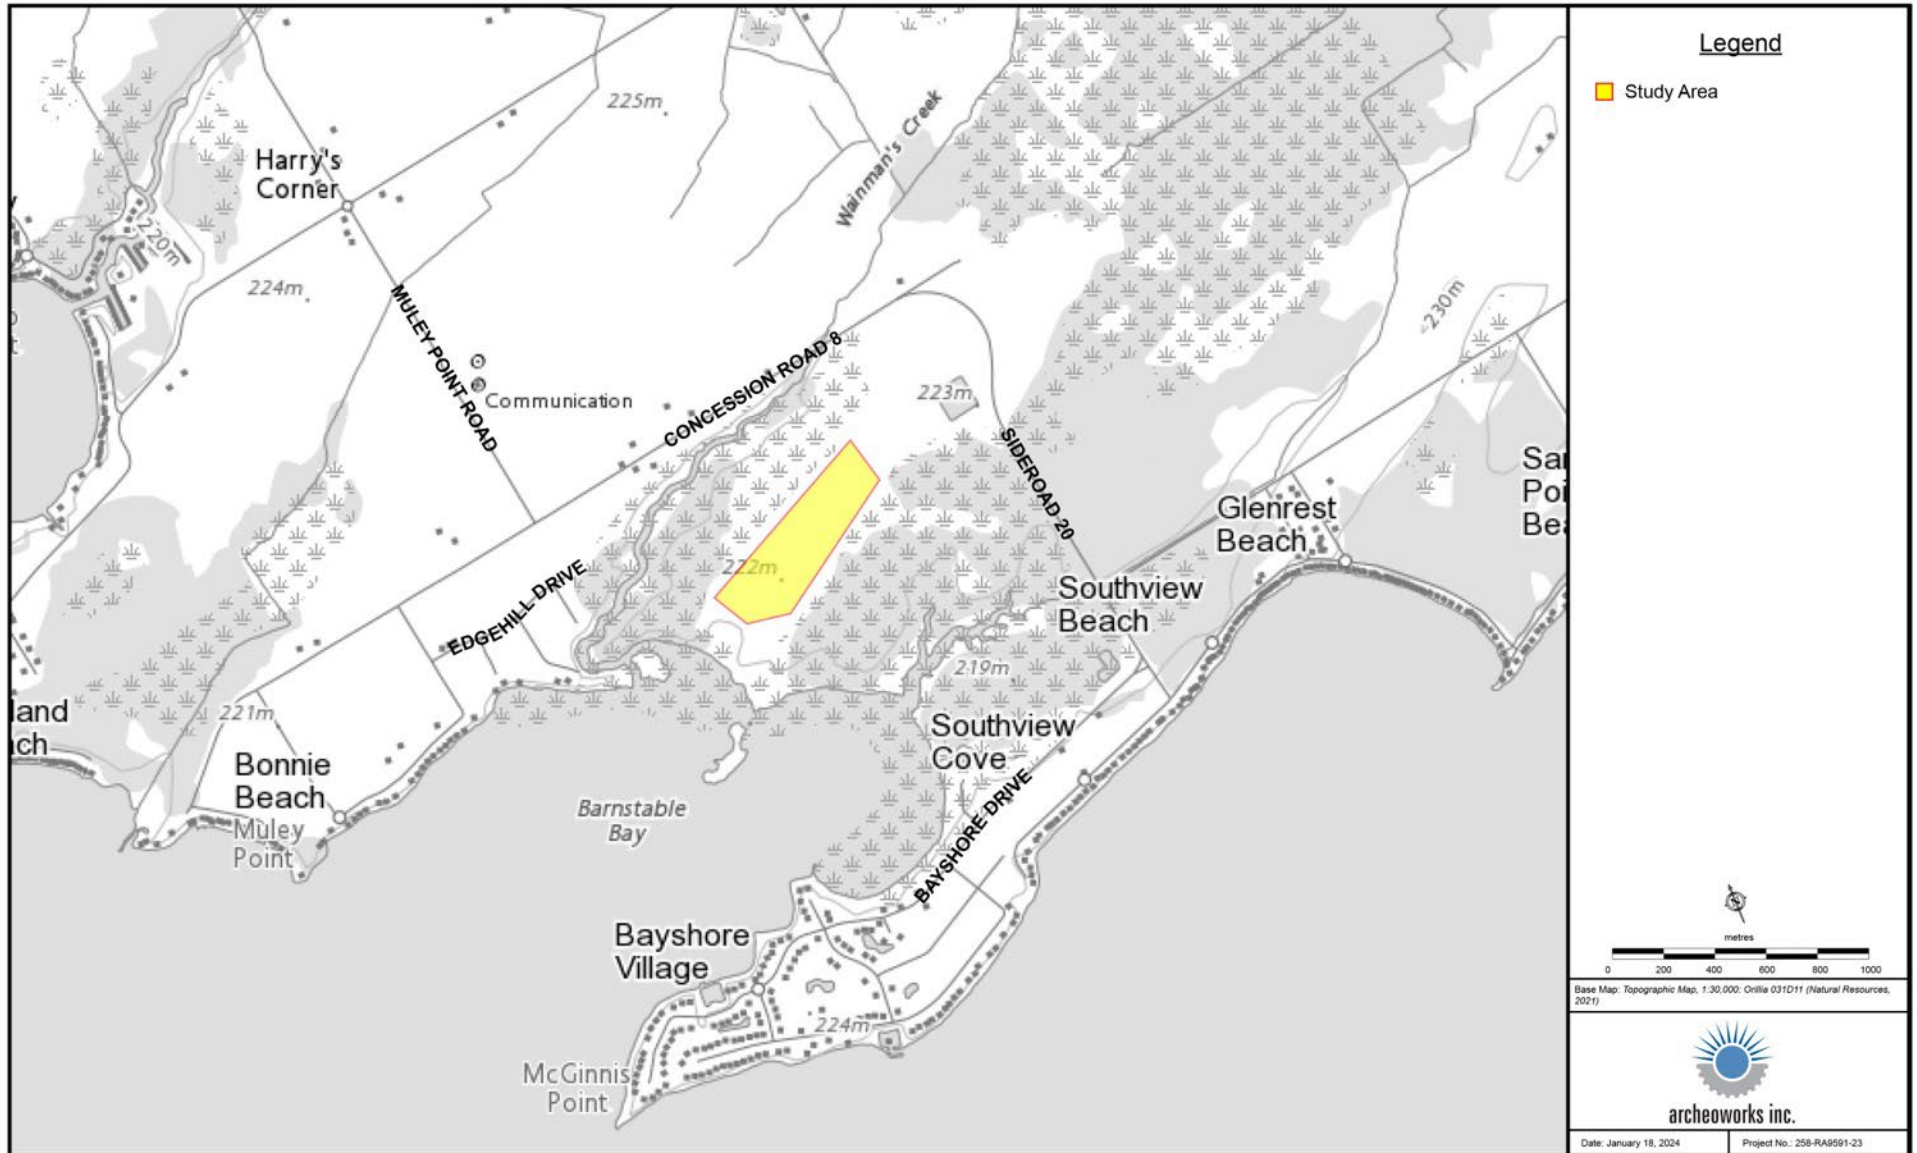 Legend
Study Area
225m
Wainman's Creek
Harry's
Corner
220m
224m
MULEY POINT ROAD
230m
CONCESSION ROAD 8
Communication
223m
SIDEROAD 20
Glenrest
Beach
222m
EDGEHILL DRIVE
Southview
Beach
219m
221m
Southview
Cove
Bonnie
Beach
Muley
Point
Barnstable
Bay
BAYSHORE DRIVE
Bayshore
Village
224m
McGinnis
Point
N
metres
0 200 400 600 800 1000
Base Map: Topographic Map, 1:30,000: Orillia 031D11 (Natural Resources,
2021)
archeoworks inc.
Date: January 18, 2024
Project No.: 258-RA9591-23